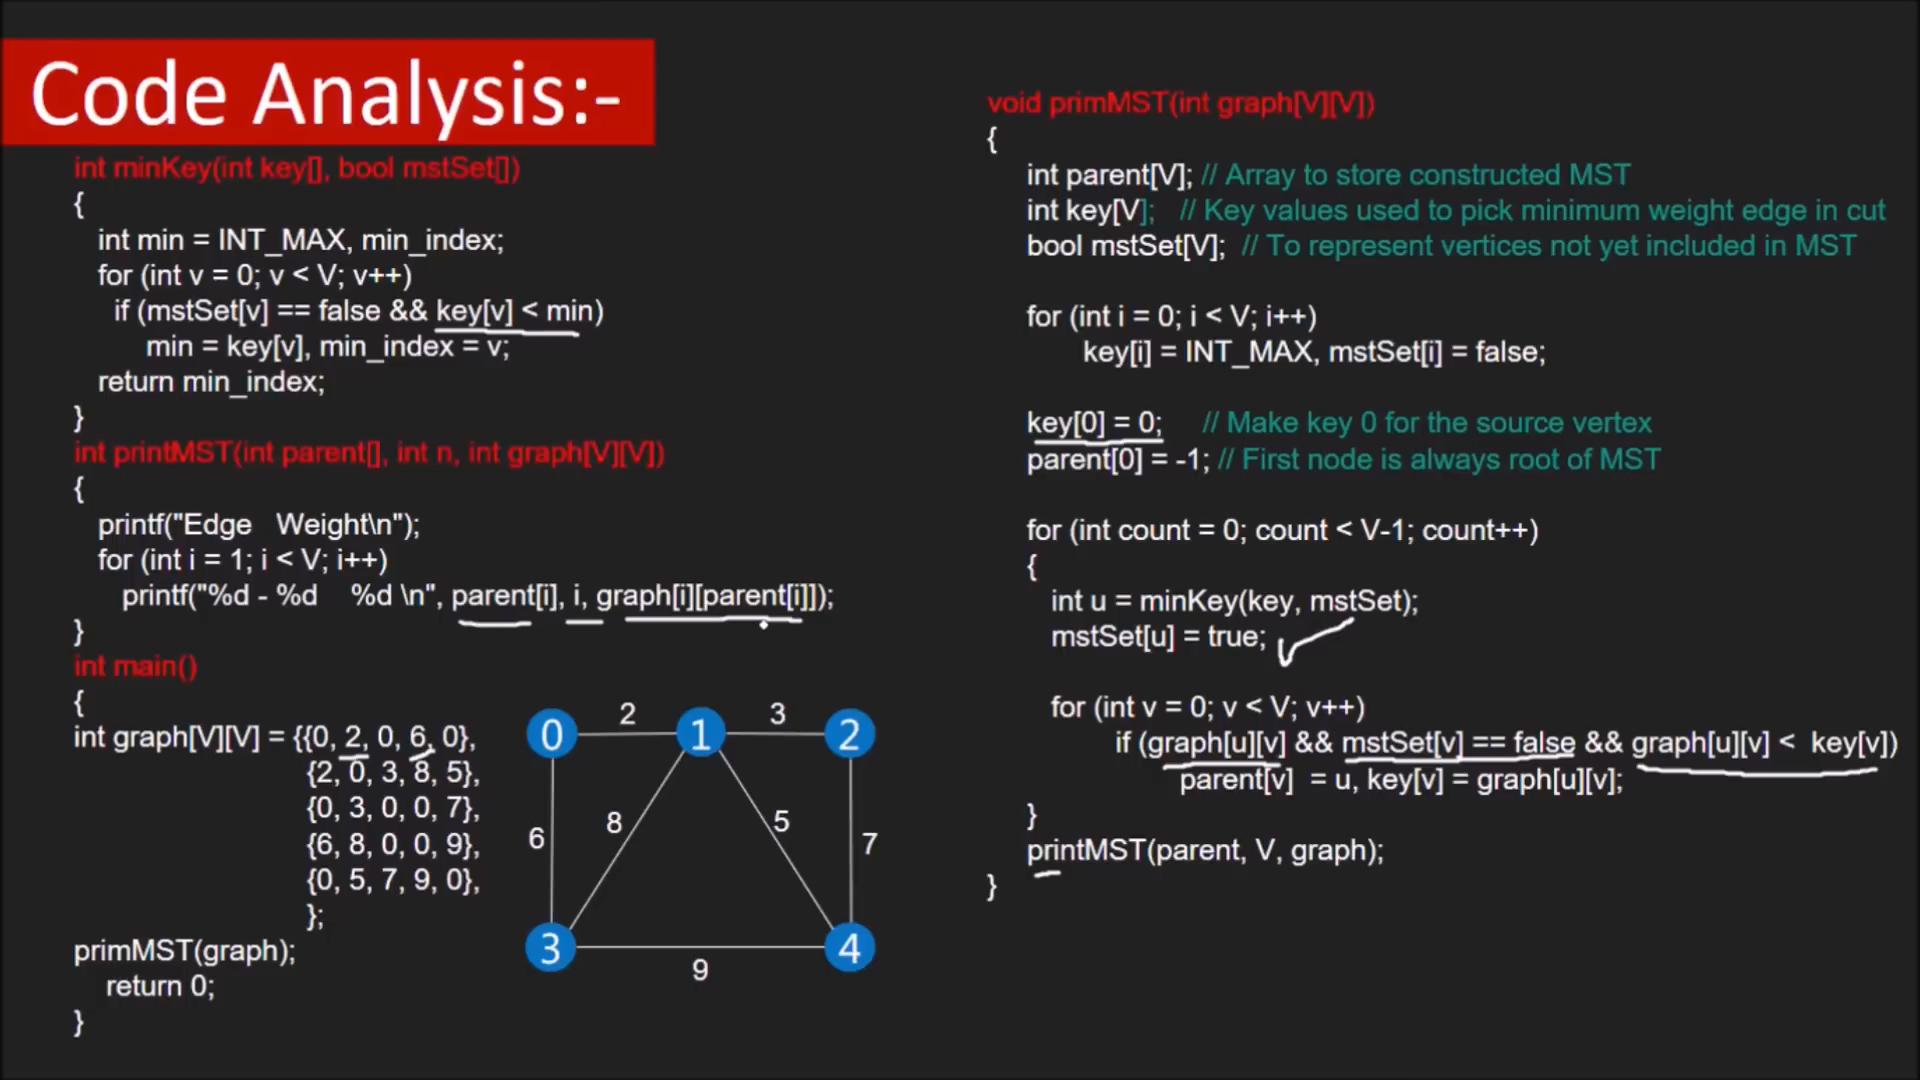 Code Analysis:-
int minKey(int key[], bool mstSet[])
{
int min = INT_MAX, min_index;
for (int v = 0; v < V; v++)
if (mstSet[v] == false && key[v] < min)
min = key[v], min_index = v;
return min_index;
}
int printMST(int parent[], int n, int graph[V][V])
{
printf("Edge   Weight\n");
for (int i = 1; i < V; i++)
printf("%d - %d    %d \n", parent[i], i, graph[i][parent[i]]);
}
int main()
{
int graph[V][V] = {{0, 2, 0, 6, 0},
{2, 0, 3, 8, 5},
{0, 3, 0, 0, 7},
{6, 8, 0, 0, 9},
{0, 5, 7, 9, 0},
};
primMST(graph);
return 0;
}
0 2 1 3 2
6 8 5 7
3 9 4
void primMST(int graph[V][V])
{
int parent[V]; // Array to store constructed MST
int key[V];   // Key values used to pick minimum weight edge in cut
bool mstSet[V];  // To represent vertices not yet included in MST
for (int i = 0; i < V; i++)
key[i] = INT_MAX, mstSet[i] = false;
key[0] = 0;     // Make key 0 for the source vertex
parent[0] = -1; // First node is always root of MST
for (int count = 0; count < V-1; count++)
{
int u = minKey(key, mstSet);
mstSet[u] = true;
for (int v = 0; v < V; v++)
if (graph[u][v] && mstSet[v] == false && graph[u][v] <  key[v])
parent[v]  = u, key[v] = graph[u][v];
}
printMST(parent, V, graph);
}